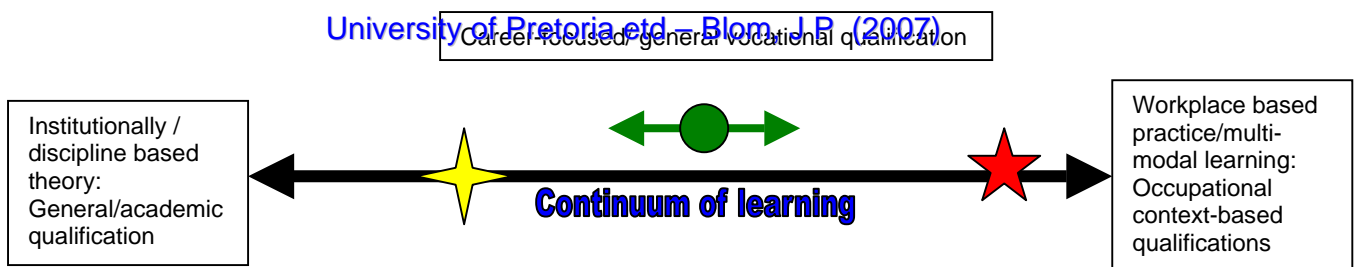 University of Pretoria etd – Blom, J P (2007)
Career-focused/ general vocational qualification
Institutionally /
discipline based
theory:
General/academic
qualification
Continuum of learning
Workplace based
practice/multi-
modal learning:
Occupational
context-based
qualifications